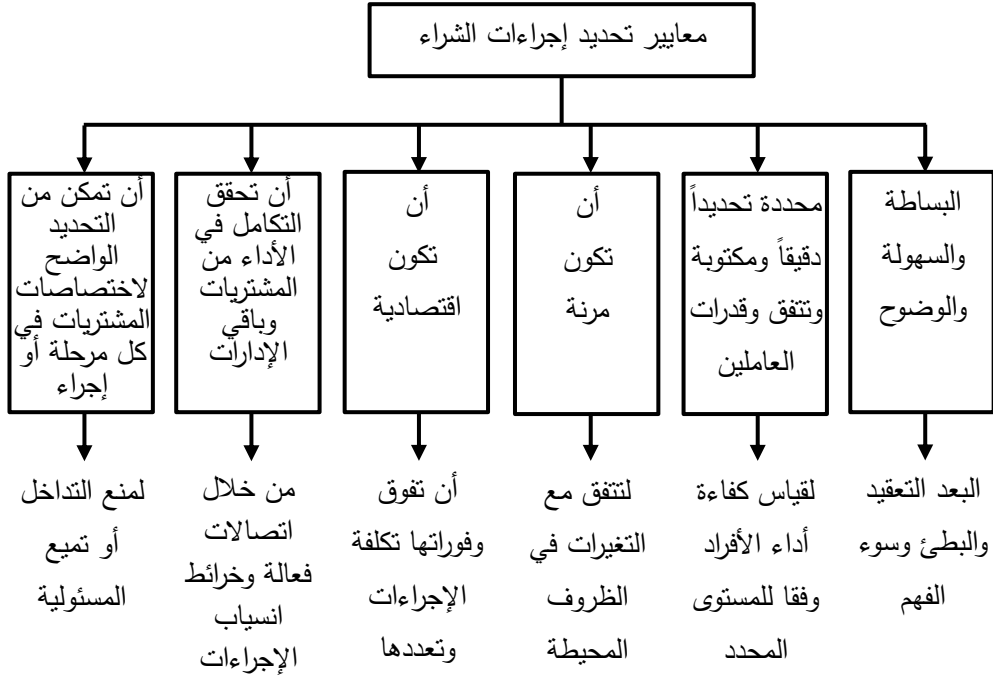 معايير تحديد إجراءات الشراء
البساطة
والسهولة
والوضوح
محددة تحديداً
دقيقاً ومكتوبة
وتتفق وقدرات
العاملين
أن
تكون
مرنة
أن
تكون
اقتصادية
أن تحقق
التكامل في
الأداء من
المشتريات
وباقي
الإدارات
أن تمكن من
التحديد
الواضح
لاختصاصات
المشتريات في
كل مرحلة أو
إجراء
البعد التعقيد
والبطئ وسوء
الفهم
لقياس كفاءة
أداء الأفراد
وفقا للمستوى
المحدد
لتتفق مع
التغيرات في
الظروف
المحيطة
أن تفوق
وفوراتها تكلفة
الإجراءات
وتعددها
من خلال
اتصالات
فعالة وخرائط
انسياب
الإجراءات
لمنع التداخل
أو تميع
المسئولية